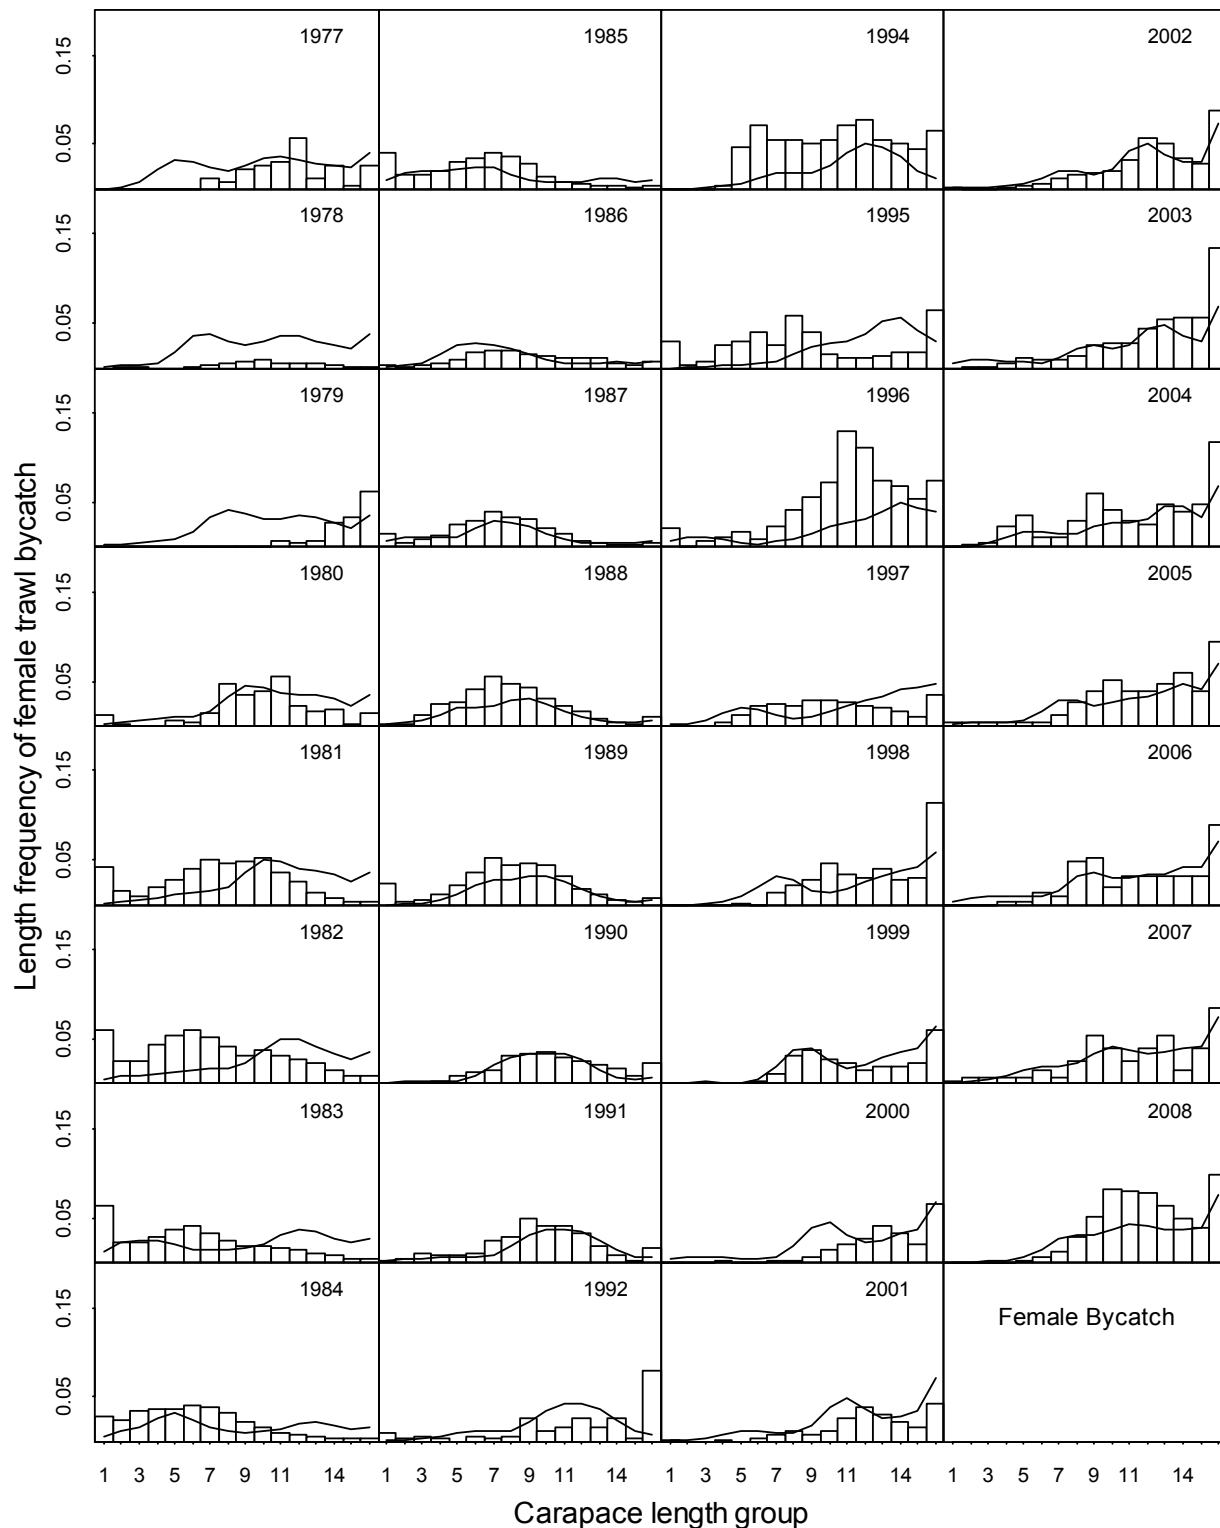 1977 1985 1994 2002
0.05 0.15
1978 1986 1995 2003
0.05 0.15
1979 1987 1996 2004
0.05 0.15
1980 1988 1997 2005
0.05 0.15
1981 1989 1998 2006
0.05 0.15
1982 1990 1999 2007
0.05 0.15
1983 1991 2000 2008
0.05 0.15
1984 1992 2001 Female Bycatch
0.05 0.15
Length frequency of female trawl bycatch
1 3 5 7 9 11 14 1 3 5 7 9 11 14 1 3 5 7 9 11 14 1 3 5 7 9 11 14
Carapace length group